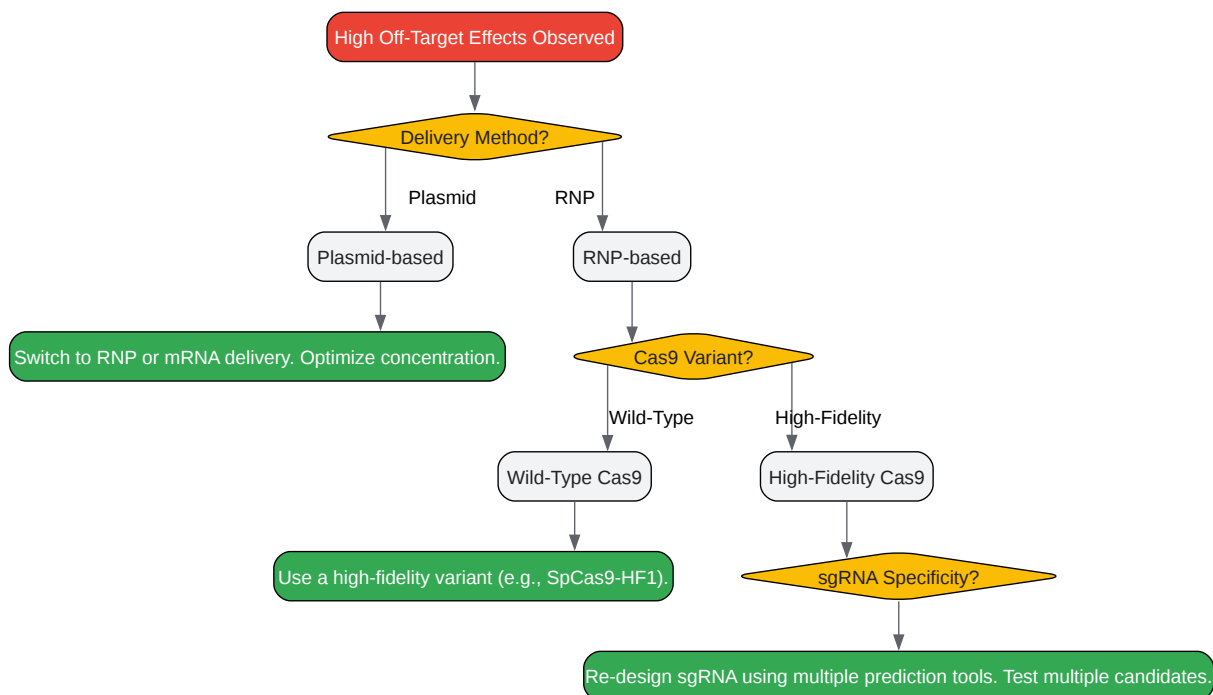 High Off-Target Effects Observed
Delivery Method?
Plasmid
RNP
Plasmid-based
RNP-based
Switch to RNP or mRNA delivery. Optimize concentration.
Cas9 Variant?
Wild-Type
High-Fidelity
Wild-Type Cas9
High-Fidelity Cas9
Use a high-fidelity variant (e.g., SpCas9-HF1).
sgRNA Specificity?
Re-design sgRNA using multiple prediction tools. Test multiple candidates.